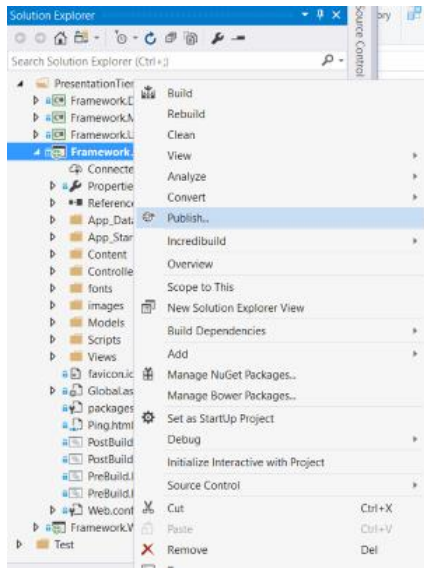 Solution Explorer
ory
Source Control
Search Solution Explorer (Ctrl+;)
PresentationTier
Framework.
Framework.
Framework.
Framework.
Connecte
Propertie
Reference
App_Data
App_Star
Content
Controlle
fonts
images
Models
Scripts
Views
favicon.ic
Global.as
packages
Ping.html
PostBuild
PostBuild
PreBuild.
PreBuild.
Web.conf
Framework.V
Test
Build
Rebuild
Clean
View
Analyze
Convert
Publish...
Incredibuild
Overview
Scope to This
New Solution Explorer View
Build Dependencies
Add
Manage NuGet Packages...
Manage Bower Packages...
Set as StartUp Project
Debug
Initialize Interactive with Project
Source Control
Cut Ctrl+X
Paste Ctrl+V
Remove Del